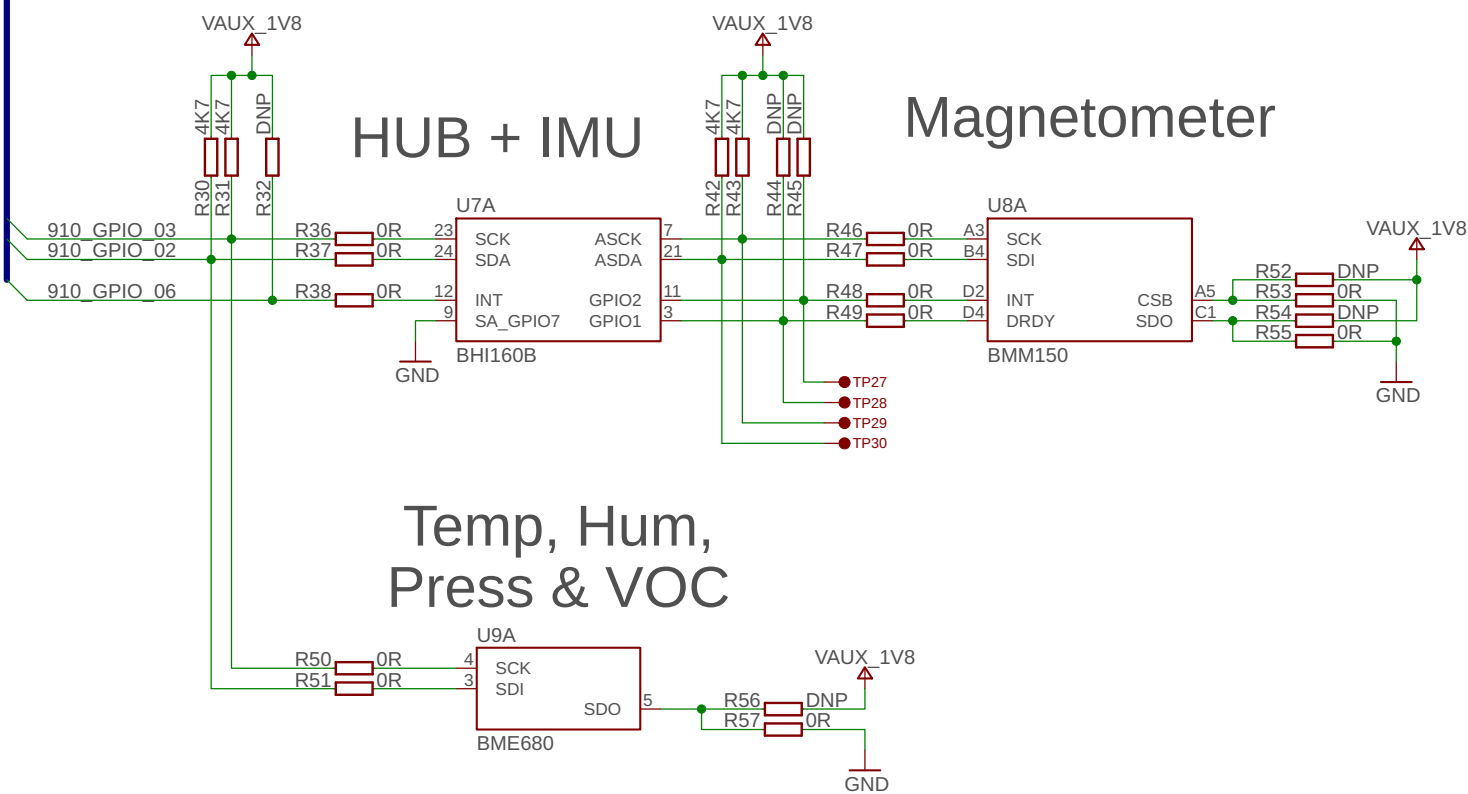 VAUX_1V8
VAUX_1V8
4K7
4K7
DNP
4K7
4K7
DNP
DNP
HUB + IMU
Magnetometer
R30
R31
R32
R42
R43
R44
R45
U7A
U8A
VAUX_1V8
910_GPIO_03 R36 0R 23 SCK ASCK 7 R46 0R A3 SCK
910_GPIO_02 R37 0R 24 SDA ASDA 21 R47 0R B4 SDI
R52 DNP
910_GPIO_06 R38 0R 12 INT GPIO2 11 R48 0R D2 INT CSB A5 R53 0R
9 SA_GPIO7 GPIO1 3 R49 0R D4 DRDY SDO C1 R54 DNP
R55 0R
BHI160B
BMM150
GND
GND
TP27
TP28
TP29
TP30
Temp, Hum,
Press & VOC
U9A
R50 0R 4 SCK
R51 0R 3 SDI
VAUX_1V8
SDO 5 R56 DNP
R57 0R
BME680
GND